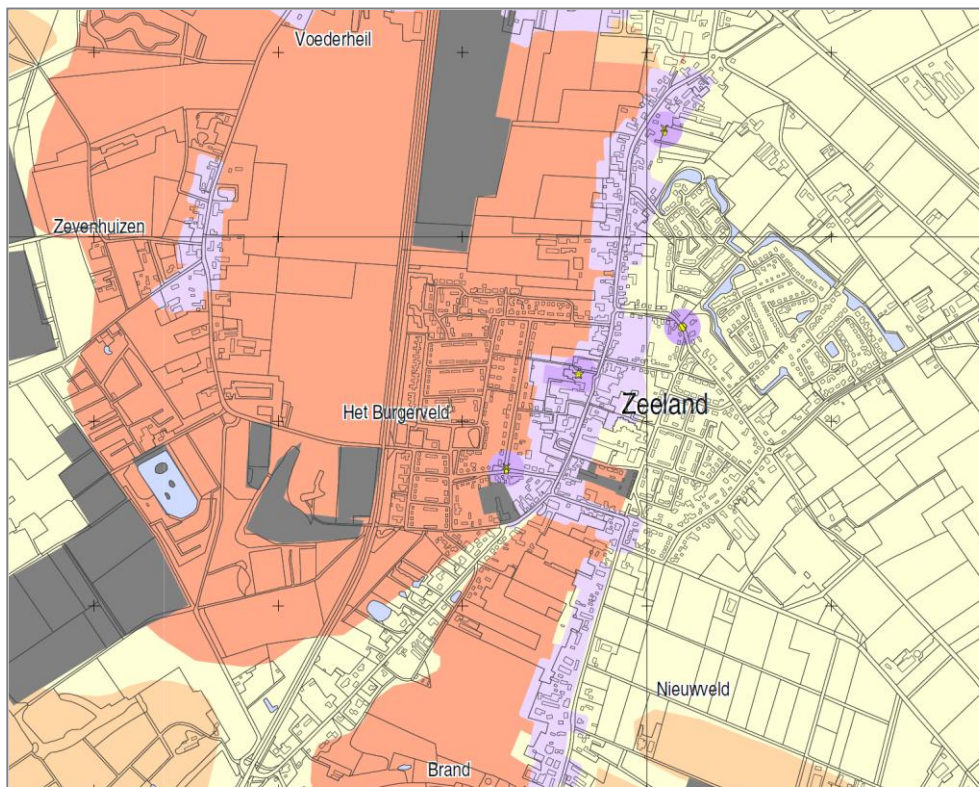 Voederheil
Zevenhuizen
Het Burgerveld
Zeeland
Nieuwveld
Brand